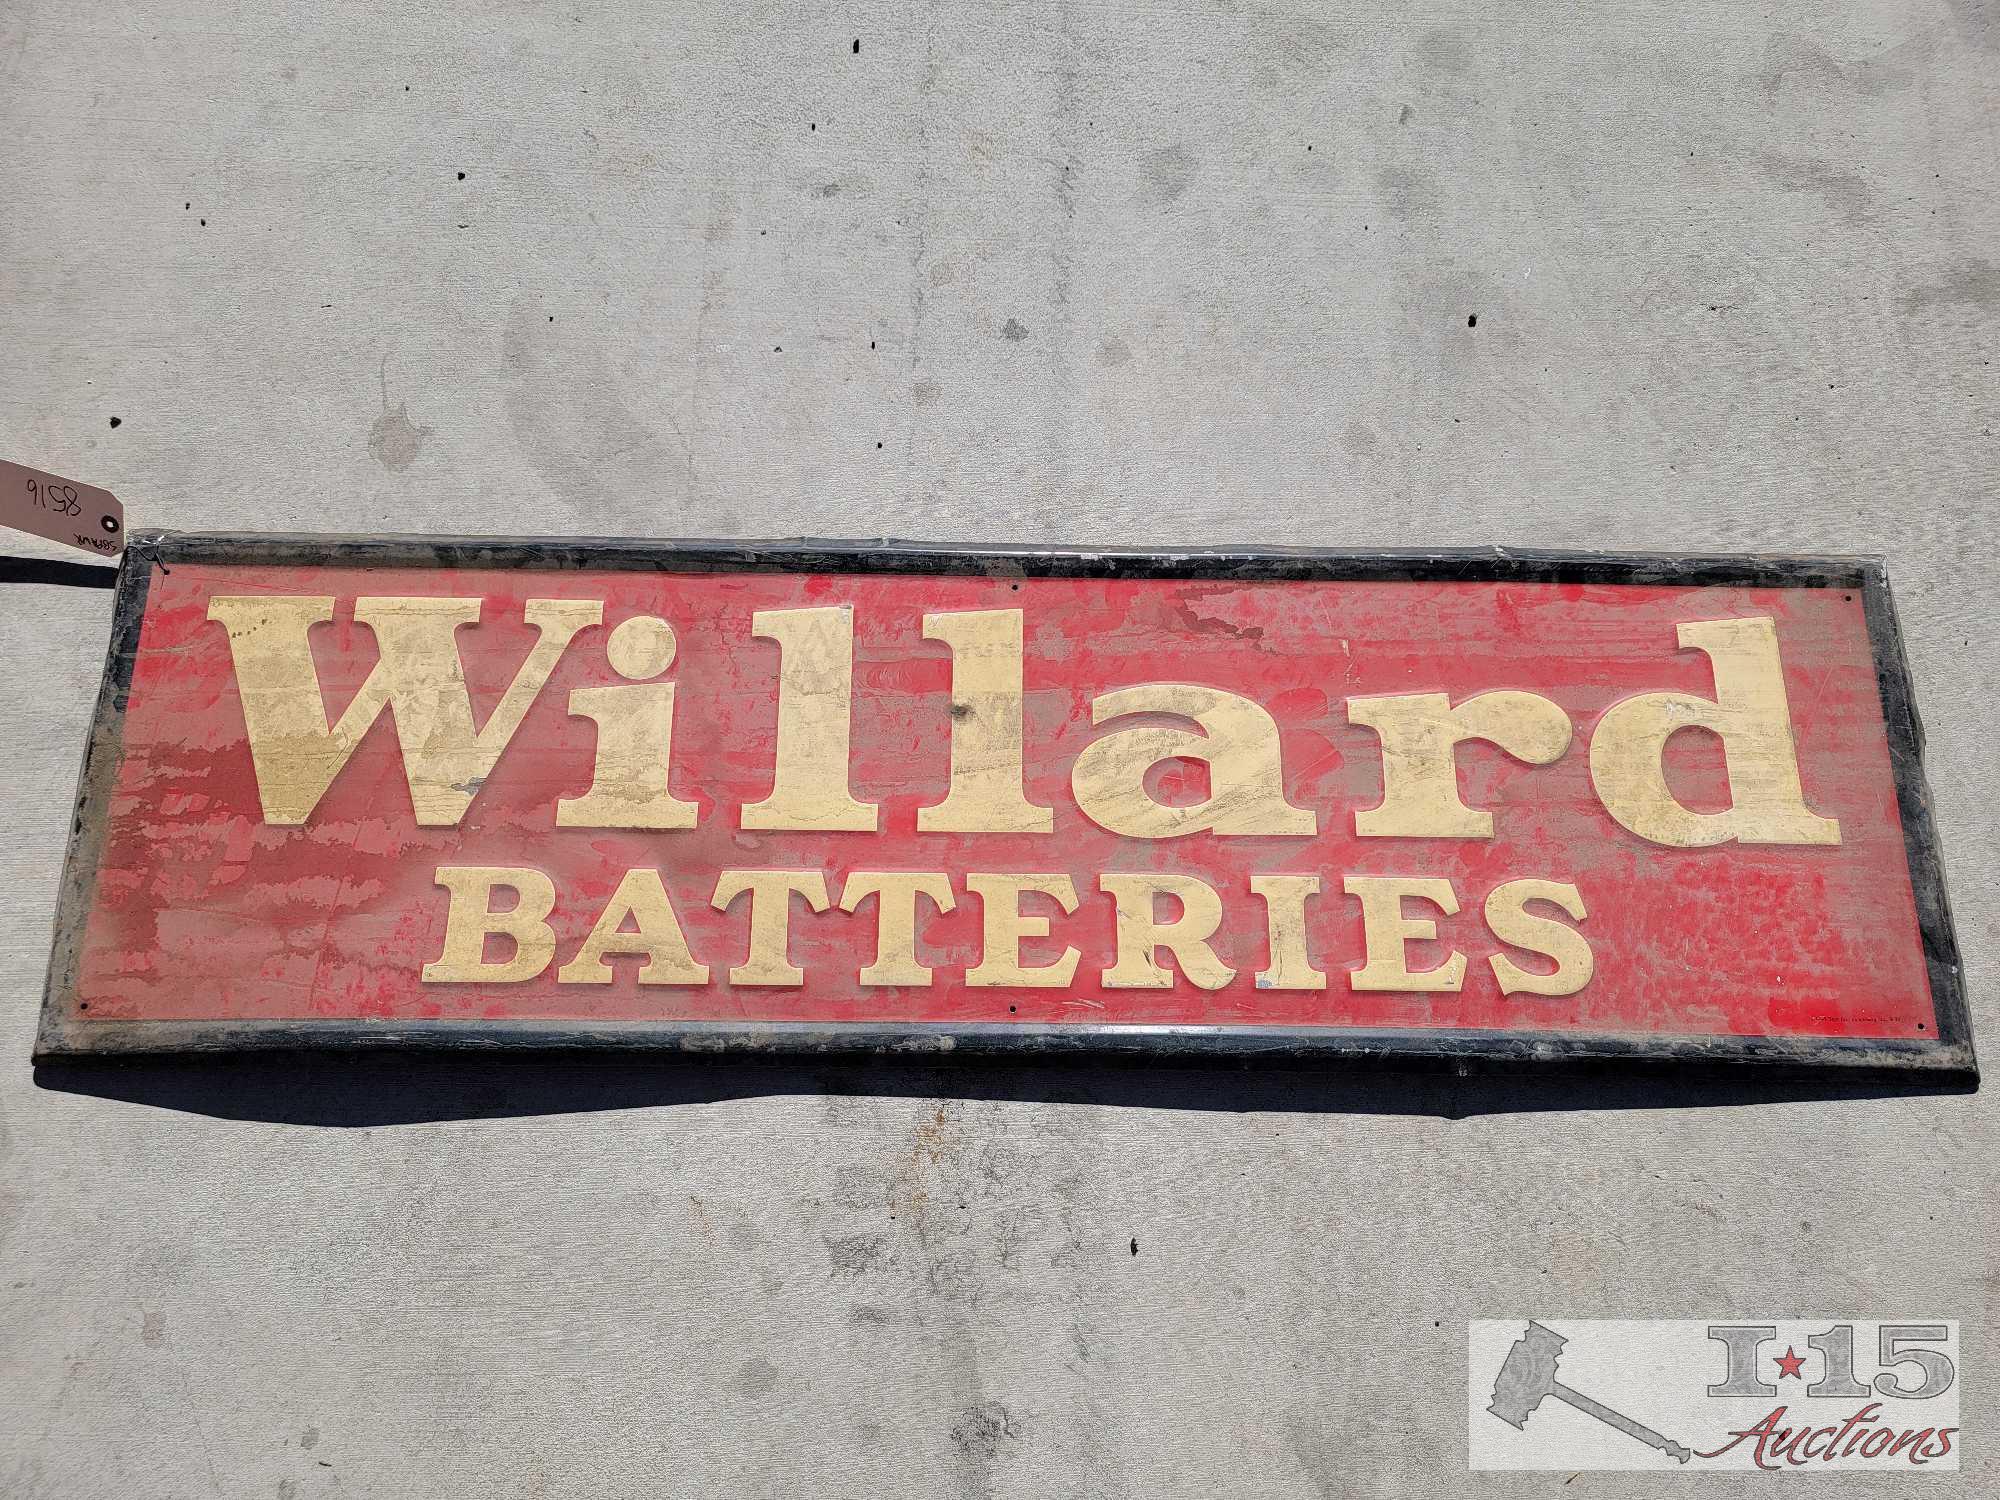 8516
Willard
BATTERIES
I★15
Auctions